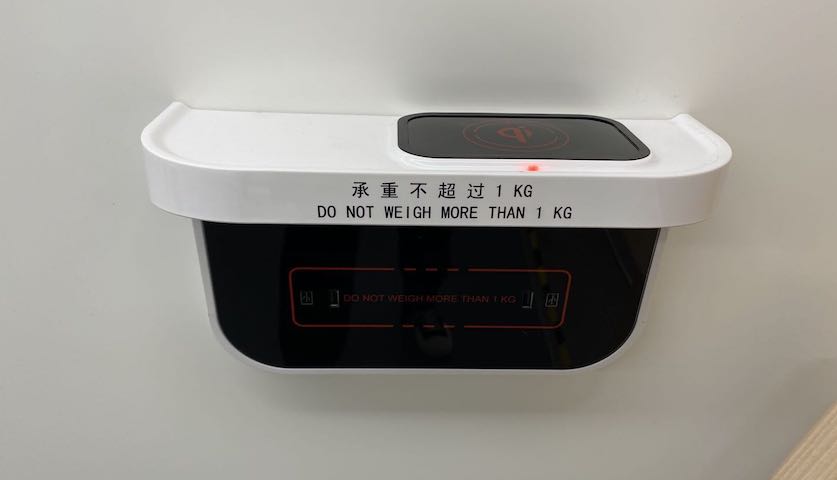 承重不超过1 KG
DO NOT WEIGH MORE THAN 1 KG
DO NOT WEIGH MORE THAN 1 KG